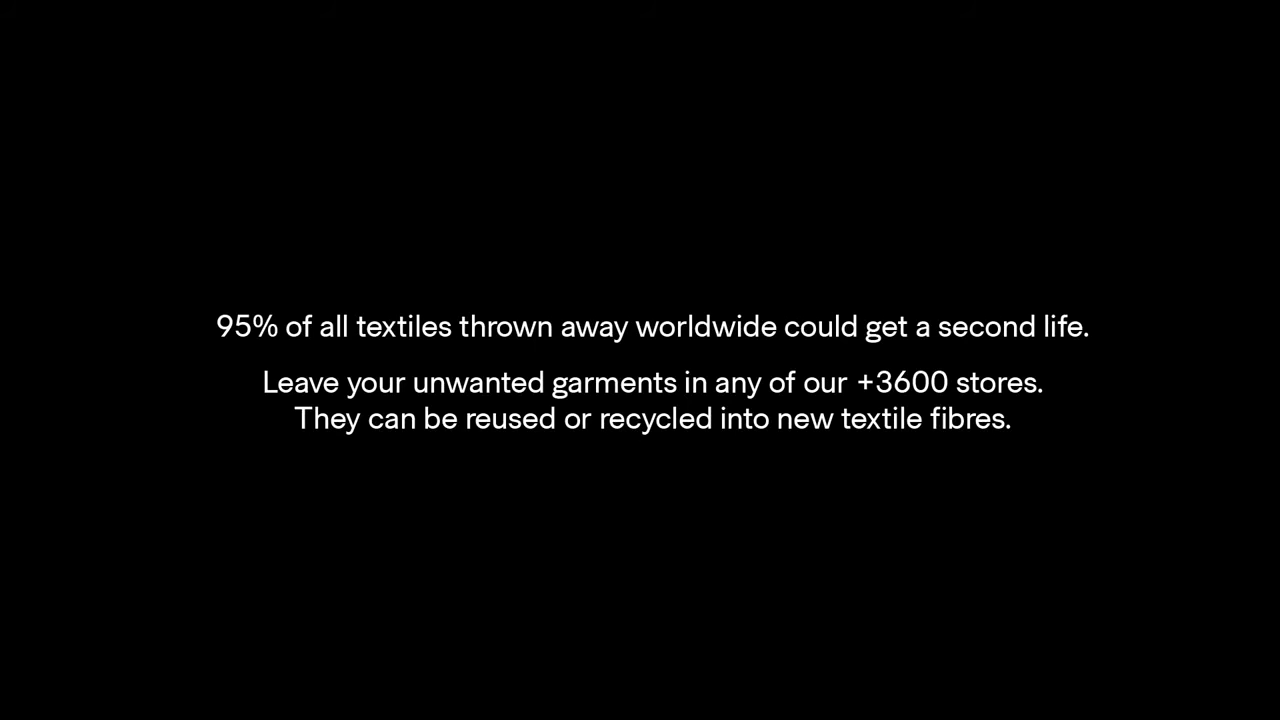 95% of all textiles thrown away worldwide could get a second life.
Leave your unwanted garments in any of our +3600 stores.
They can be reused or recycled into new textile fibres.